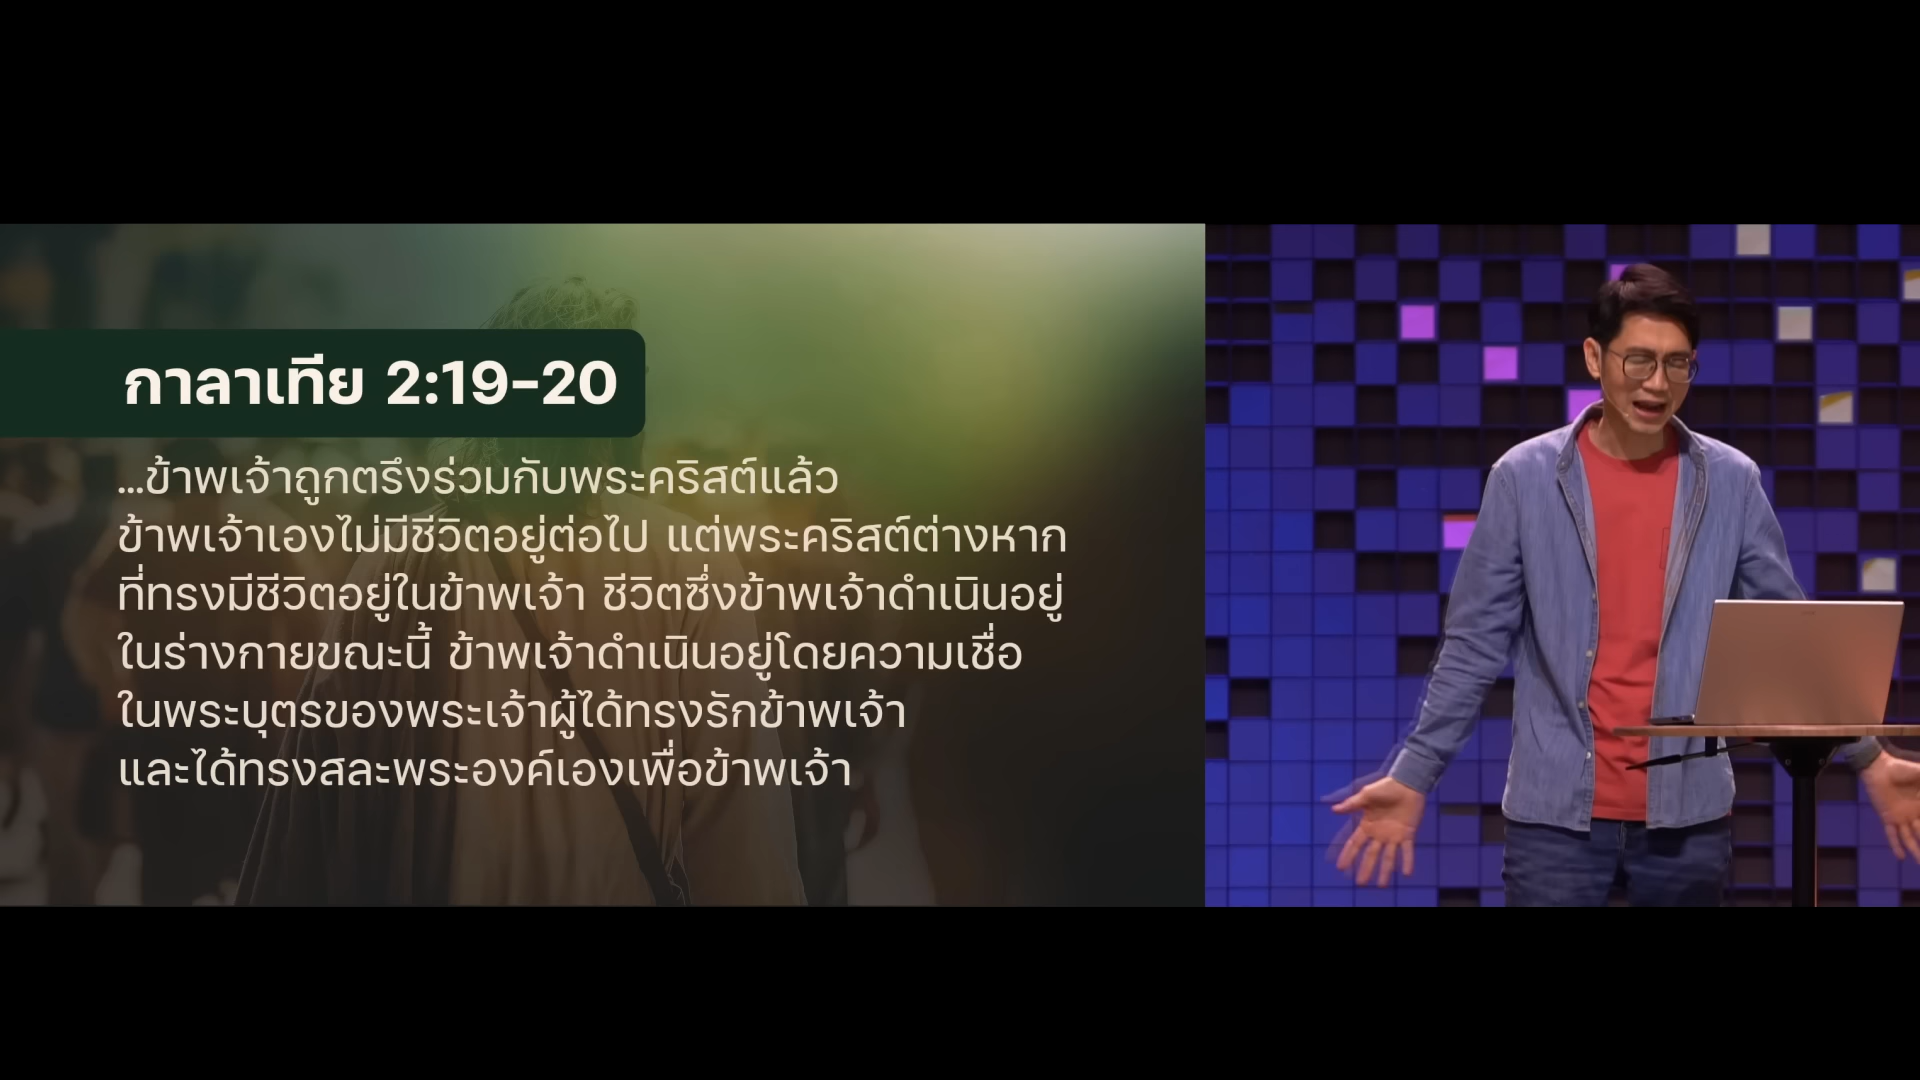 กาลาเทีย 2:19-20
...ข้าพเจ้าถูกตรึงร่วมกับพระคริสต์แล้ว
ข้าพเจ้าเองไม่มีชีวิตอยู่ต่อไป แต่พระคริสต์ต่างหาก
ที่ทรงมีชีวิตอยู่ในข้าพเจ้า ชีวิตซึ่งข้าพเจ้าดำเนินอยู่
ในร่างกายขณะนี้ ข้าพเจ้าดำเนินอยู่โดยความเชื่อ
ในพระบุตรของพระเจ้าผู้ได้ทรงรักข้าพเจ้า
และได้ทรงสละพระองค์เองเพื่อข้าพเจ้า